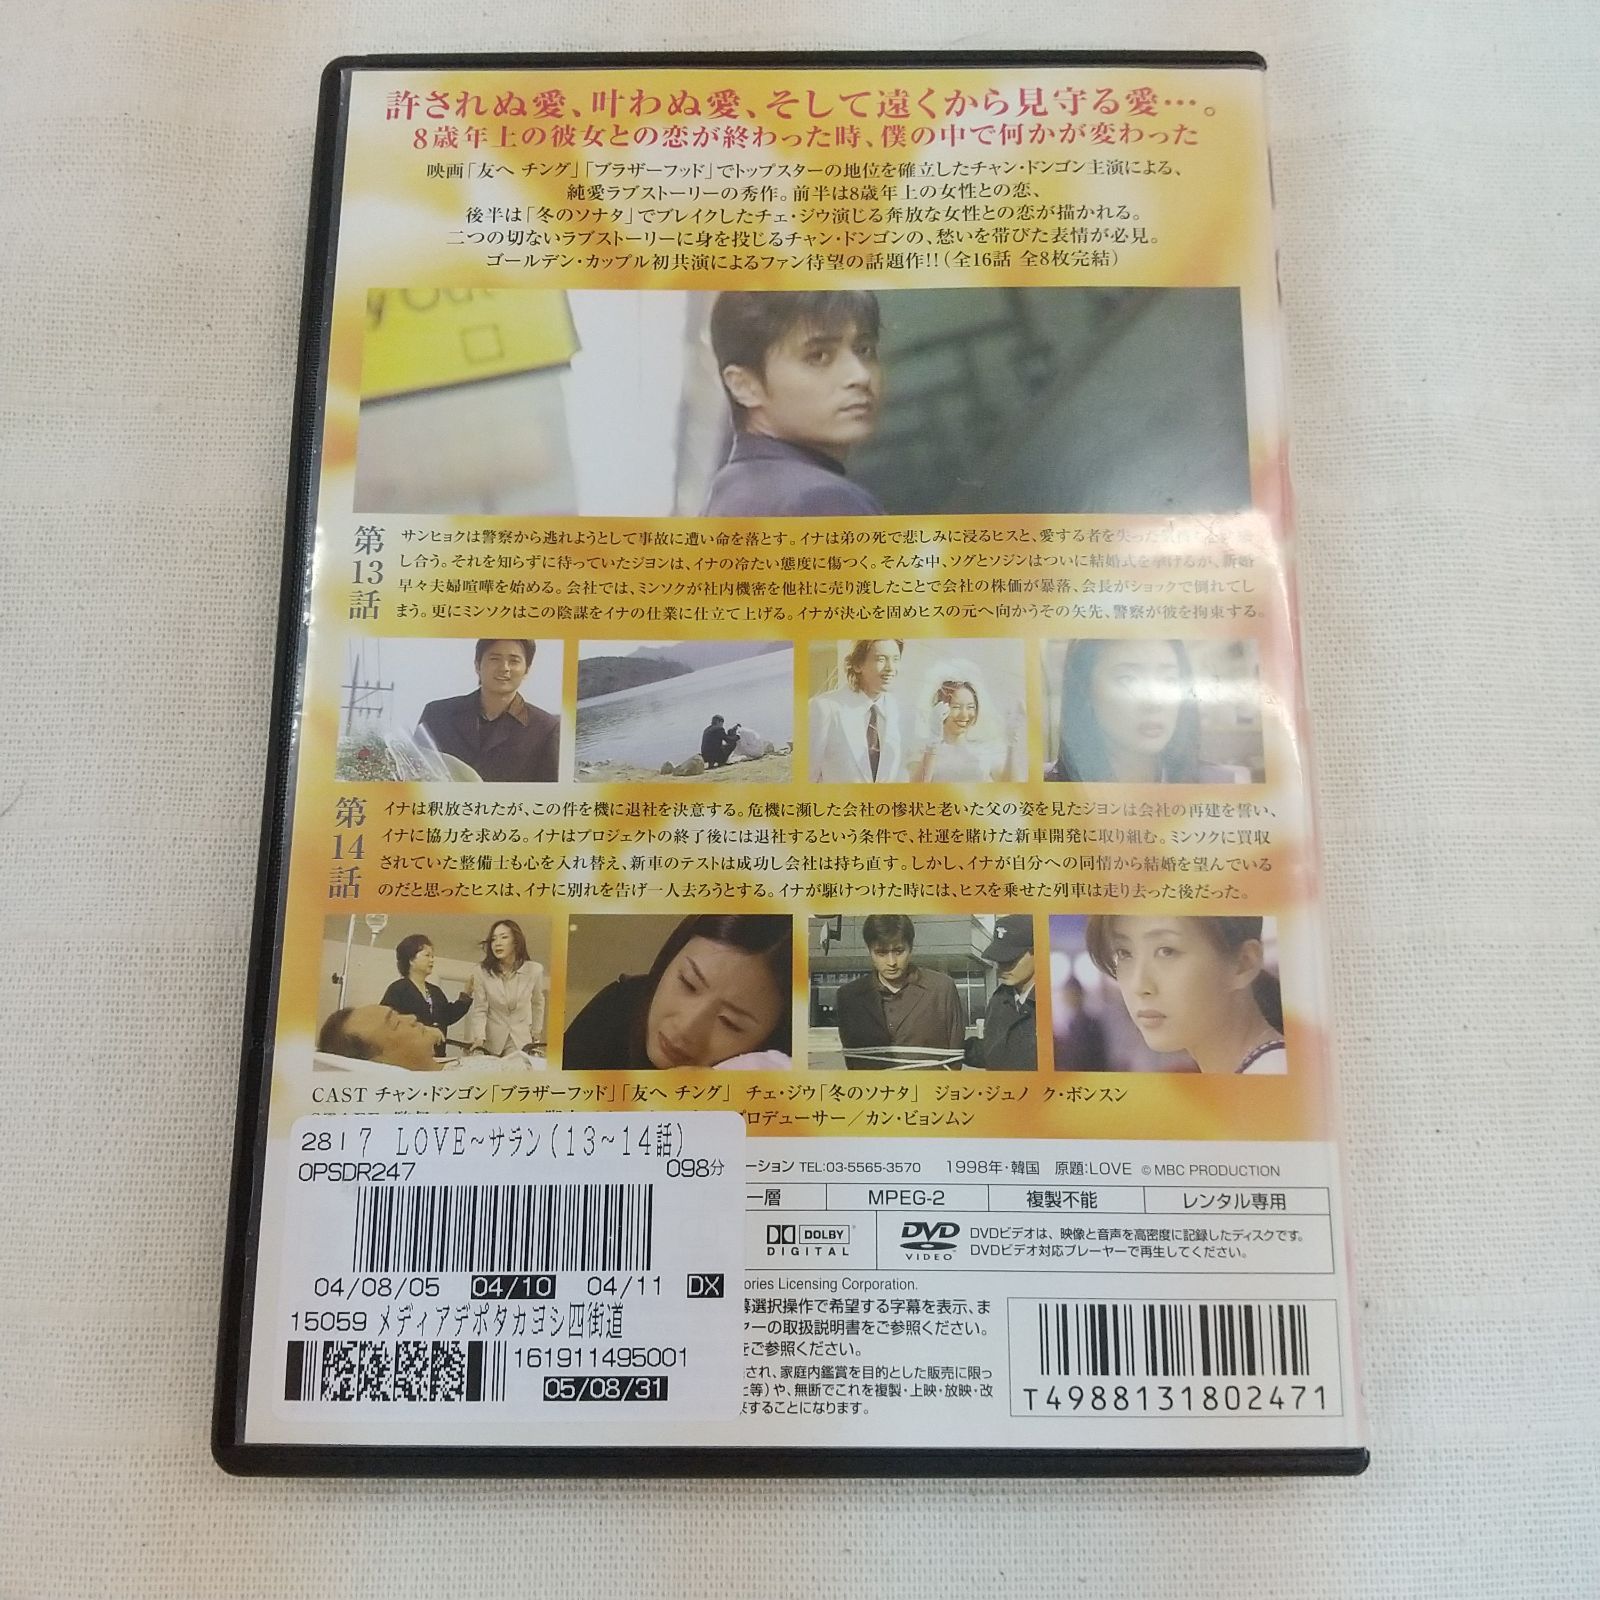 許されぬ愛、叶わぬ愛、そして遠くから見守る愛…。
8歳年上の彼女との恋が終わった時、僕の中で何かが変わった
映画「友へ チング」「ブラザーフッド」でトップスターの地位を確立したチャン・ドンゴン主演による、
純愛ラブストーリーの秀作。前半は8歳年上の女性との恋、
後半は「冬のソナタ」でブレイクしたチェ・ジウ演じる奔放な女性との恋が描かれる。
二つの切ないラブストーリーに身を投じるチャン・ドンゴンの、愁いを帯びた表情が必見。
ゴールデン・カップル初共演によるファン待望の話題作!!（全16話 全8枚完結）
第13話
サンヒョクは警察から逃れようとして事故に遭い命を落とす。イナは弟の死で悲しみに浸るヒスと、愛する者を失った
し合う。それを知らずに待っていたジヨンは、イナの冷たい態度に傷つく。そんな中、ソグとソジンはついに結婚式を挙げるが、新婚
早々夫婦喧嘩を始める。会社では、ミンソクが社内機密を他社に売り渡したことで会社の株価が暴落、会長がショックで倒れてし
まう。更にミンソクはこの陰謀をイナの仕業に仕立て上げる。イナが決心を固めヒスの元へ向かうその矢先、警察が彼を拘束する。
第14話
イナは釈放されたが、この件を機に退社を決意する。危機に瀕した会社の惨状と老いた父の姿を見たジヨンは会社の再建を誓い、
イナに協力を求める。イナはプロジェクトの終了後には退社するという条件で、社運を賭けた新車開発に取り組む。ミンソクに買収
されていた整備士も心を入れ替え、新車のテストは成功し会社は持ち直す。しかし、イナが自分への同情から結婚を望んでいる
のだと思ったヒスは、イナに別れを告げ一人去ろうとする。イナが駆けつけた時には、ヒスを乗せた列車は走り去った後だった。
CAST チャン・ドンゴン「ブラザーフッド」「友へ チング」 チェ・ジウ「冬のソナタ」 ジョン・ジュノ ク・ボンスン
プロデューサー／カン・ビョンムン
2817 LOVE～サラン(13～14話)
OPSDR247 098分
04/08/05 04/10 04/11 DX
15059 メディアデポタカヨシ四街道
161911495001
05/08/31
ーション TEL:03-5565-3570 1998年・韓国 原題:LOVE © MBC PRODUCTION
一層 MPEG-2 複製不能 レンタル専用
DOLBY DIGITAL
DVD VIDEO
DVDビデオは、映像と音声を高密度に記録したディスクです。
DVDビデオ対応プレーヤーで再生してください。
ories Licensing Corporation.
幕選択操作で希望する字幕を表示、ま
ーの取扱説明書をご参照ください。
をご参照ください。
され、家庭内鑑賞を目的とした販売に限っ
と等)や、無断でこれを複製・上映・放映・改
することになります。
T4988131802471